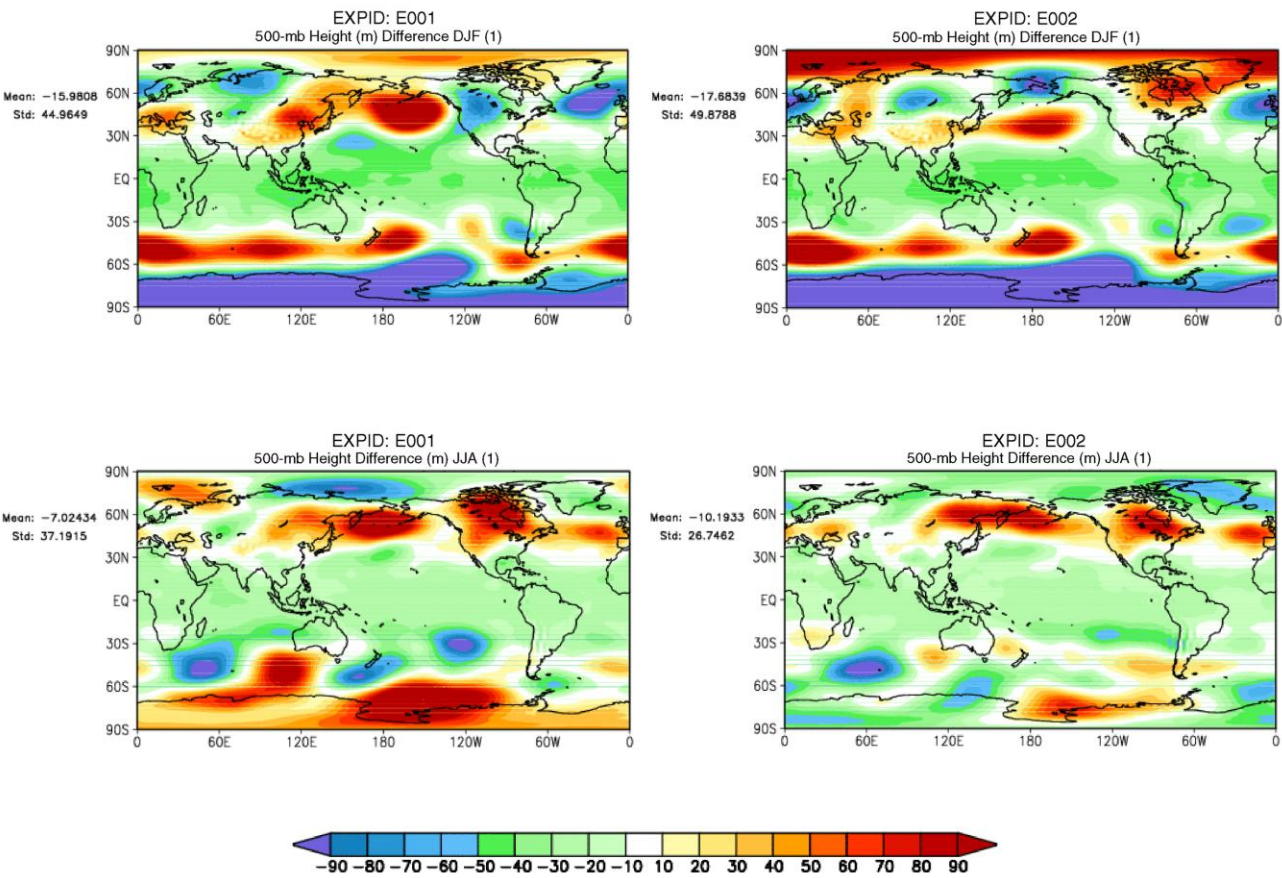 EXPID: E001
500-mb Height (m) Difference DJF (1)
90N
60N
30N
EQ
30S
60S
90S
0
60E
120E
180
120W
60W
0
Mean: -15.9808
Std: 44.9649
EXPID: E002
500-mb Height (m) Difference DJF (1)
90N
60N
30N
EQ
30S
60S
90S
0
60E
120E
180
120W
60W
0
Mean: -17.6839
Std: 49.8788
EXPID: E001
500-mb Height Difference (m) JJA (1)
90N
60N
30N
EQ
30S
60S
90S
0
60E
120E
180
120W
60W
0
Mean: -7.02434
Std: 37.1915
EXPID: E002
500-mb Height Difference (m) JJA (1)
90N
60N
30N
EQ
30S
60S
90S
0
60E
120E
180
120W
60W
0
Mean: -10.1933
Std: 26.7462
-90 -80 -70 -60 -50 -40 -30 -20 -10 10 20 30 40 50 60 70 80 90